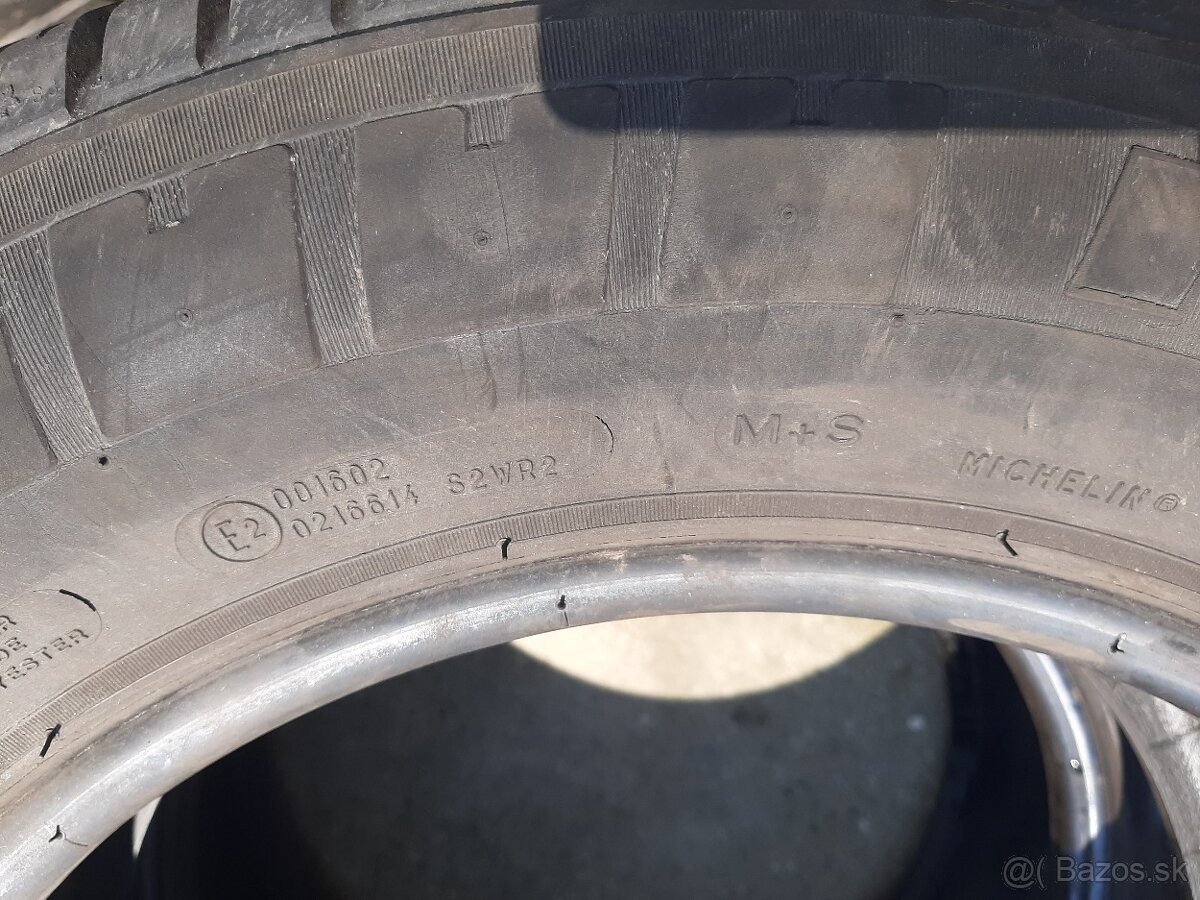 M+S
MICHELIN®
001602
E2 0216614 S2WR2
@( Bazos.sk